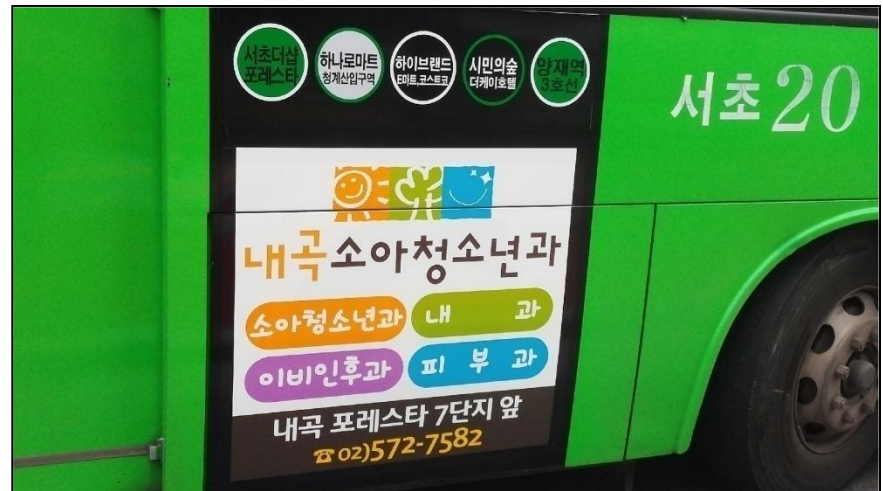 서초더샵
포레스타
하나로마트
청계산입구역
하이브랜드
E마트,코스트코
시민의숲
더케이호텔
양재역
3호선
서초20
내곡소아청소년과
소아청소년과
내 과
이비인후과
피 부 과
내곡 포레스타 7단지 앞
☎ 02)572-7582